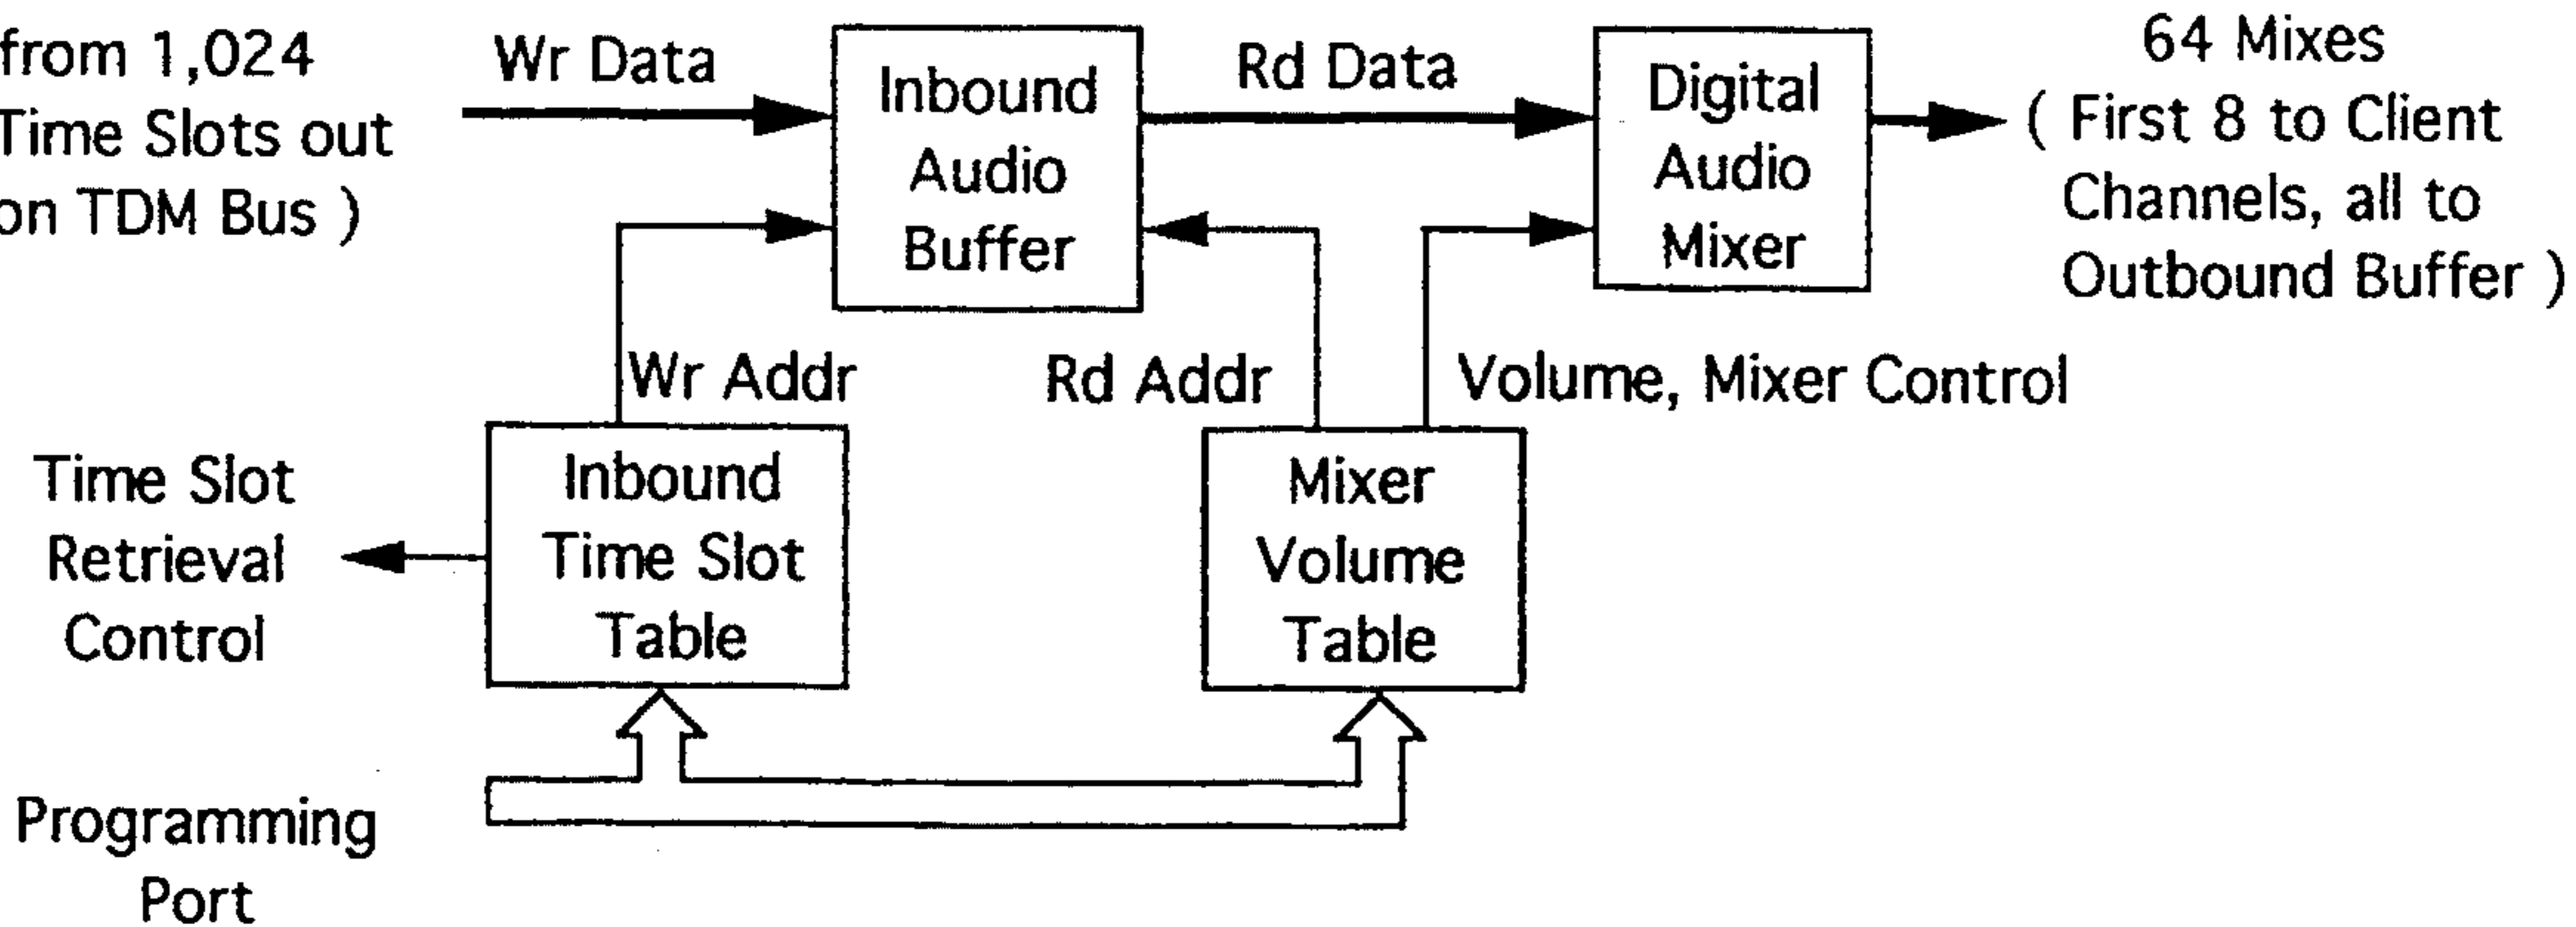 from 1,024
Time Slots out
on TDM Bus )
Wr Data
Inbound
Audio
Buffer
Rd Data
Digital
Audio
Mixer
64 Mixes
( First 8 to Client
Channels, all to
Outbound Buffer )
Wr Addr
Rd Addr
Volume, Mixer Control
Time Slot
Retrieval
Control
Inbound
Time Slot
Table
Mixer
Volume
Table
Programming
Port